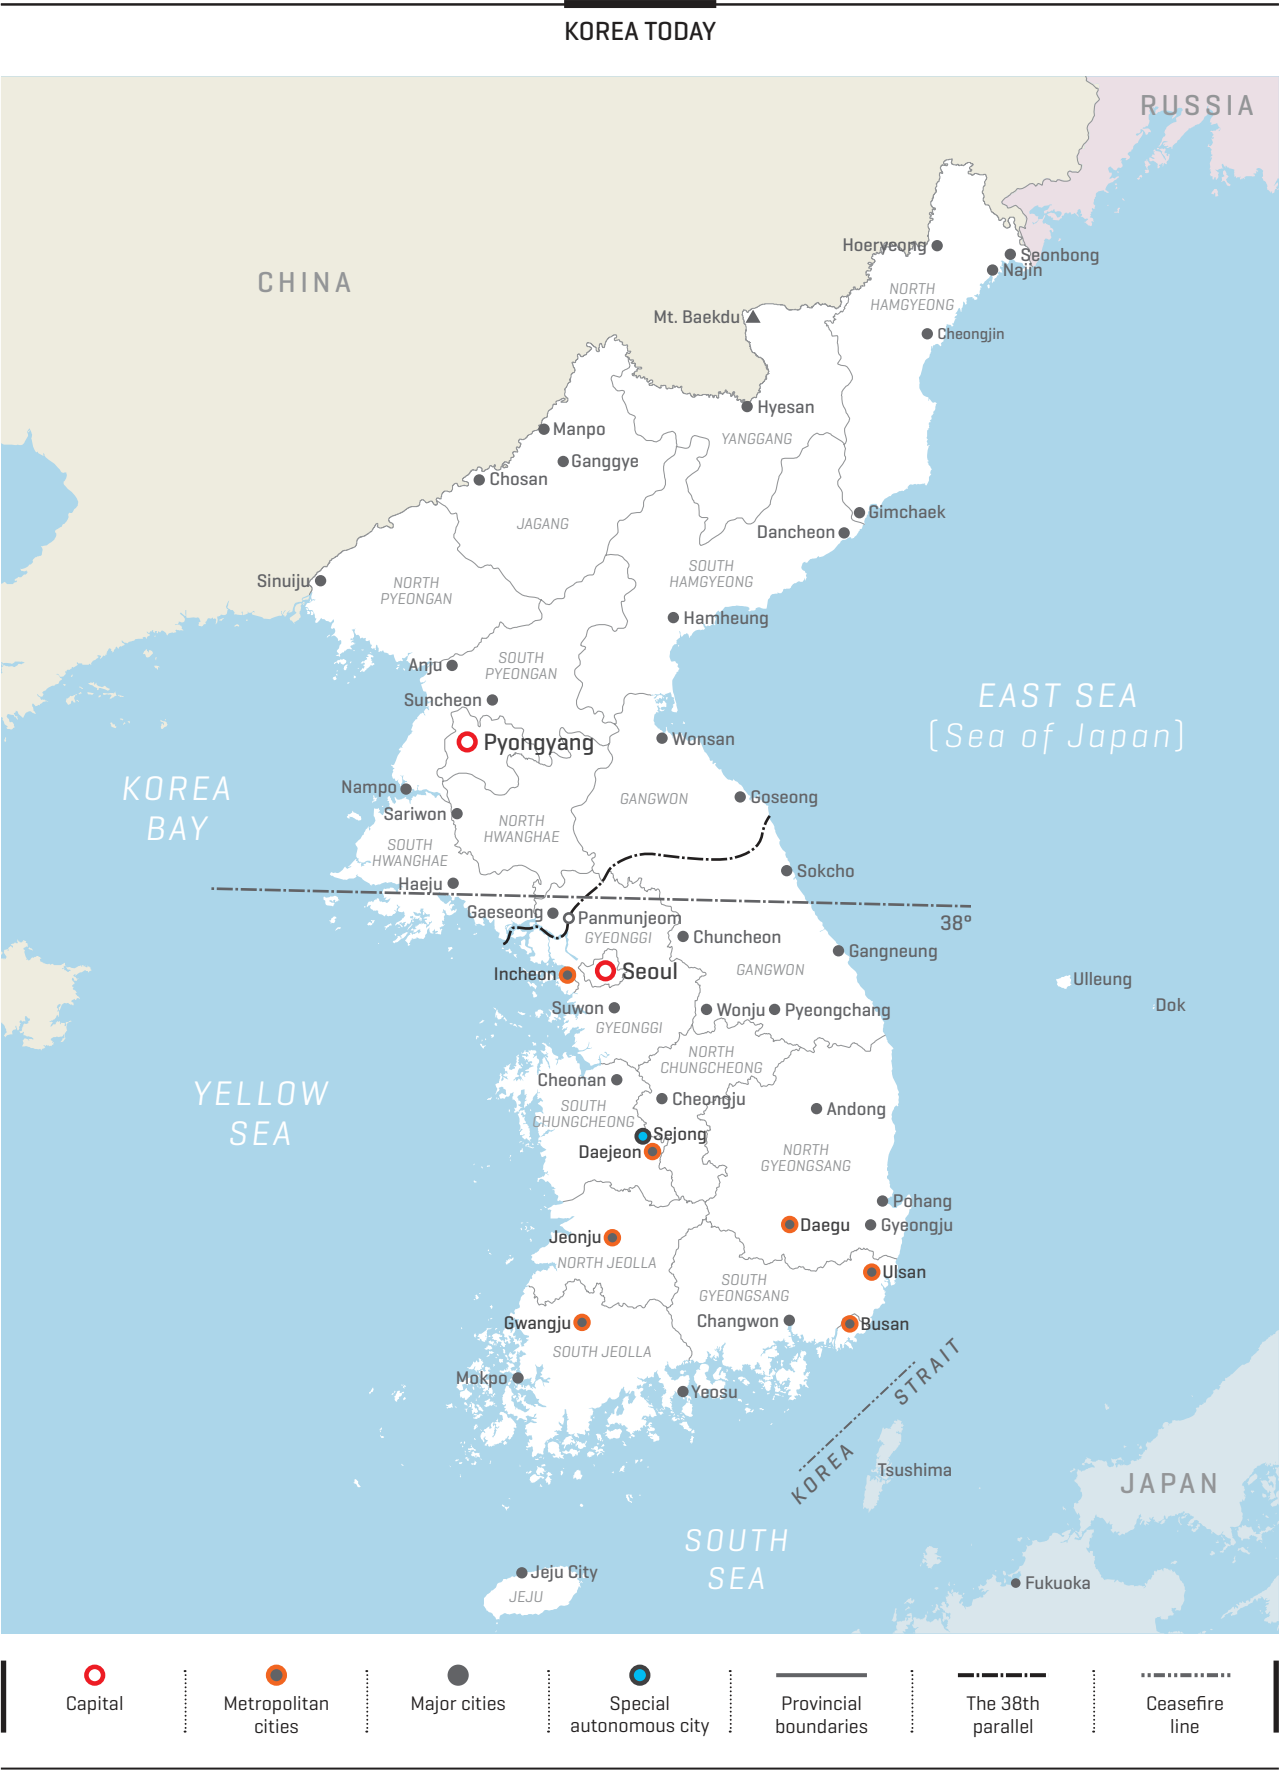 KOREA TODAY
RUSSIA
CHINA
Hoeryeong
Seonbong
Najin
NORTH
HAMGYEONG
Mt. Baekdu
Cheongjin
Hyesan
Manpo
YANGGANG
Ganggye
Chosan
Gimchaek
JAGANG
Dancheon
SOUTH
HAMGYEONG
Sinuiju
NORTH
PYEONGAN
Hamheung
Anju
SOUTH
PYEONGAN
Suncheon
EAST SEA
(Sea of Japan)
Pyongyang
Wonsan
KOREA
BAY
Nampo
GANGWON
Goseong
Sariwon
NORTH
HWANGHAE
SOUTH
HWANGHAE
Sokcho
Haeju
38°
Gaeseong
Panmunjeom
GYEONGGI
Chuncheon
Gangneung
Incheon
Seoul
GANGWON
Ulleung
Dok
Suwon
Wonju
Pyeongchang
GYEONGGI
NORTH
CHUNGCHEONG
Cheonan
YELLOW
SEA
Cheongju
SOUTH
CHUNGCHEONG
Andong
Sejong
Daejeon
NORTH
GYEONGSANG
Pohang
Daegu
Gyeongju
Jeonju
NORTH JEOLLA
Ulsan
SOUTH
GYEONGSANG
Gwangju
Changwon
Busan
SOUTH JEOLLA
Mokpo
Yeosu
KOREA STRAIT
Tsushima
JAPAN
SOUTH
SEA
Jeju City
JEJU
Fukuoka
Capital
Metropolitan
cities
Major cities
Special
autonomous city
Provincial
boundaries
The 38th
parallel
Ceasefire
line